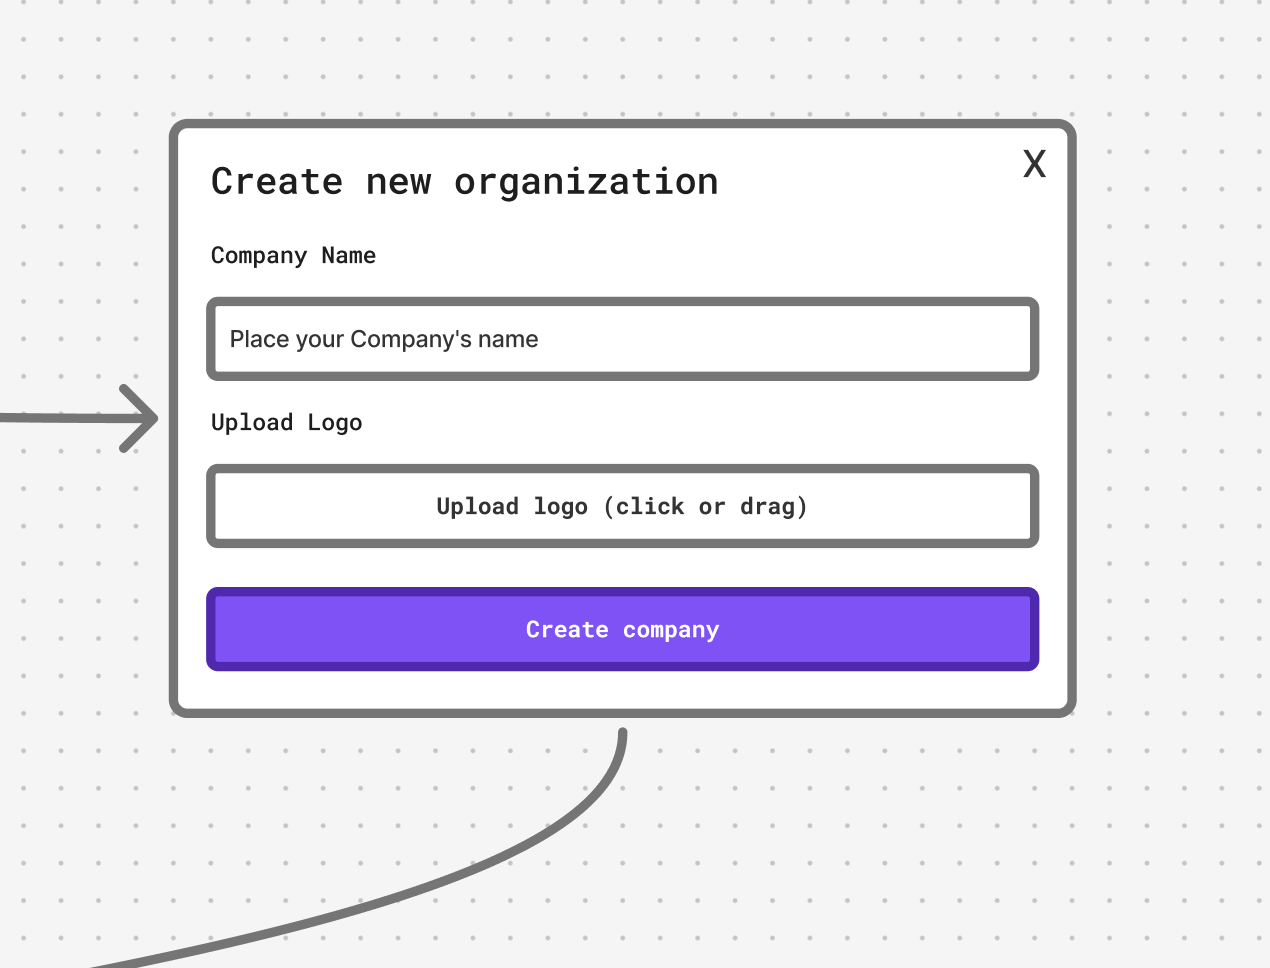 Create new organization
X
Company Name
Place your Company's name
Upload Logo
Upload logo (click or drag)
Create company